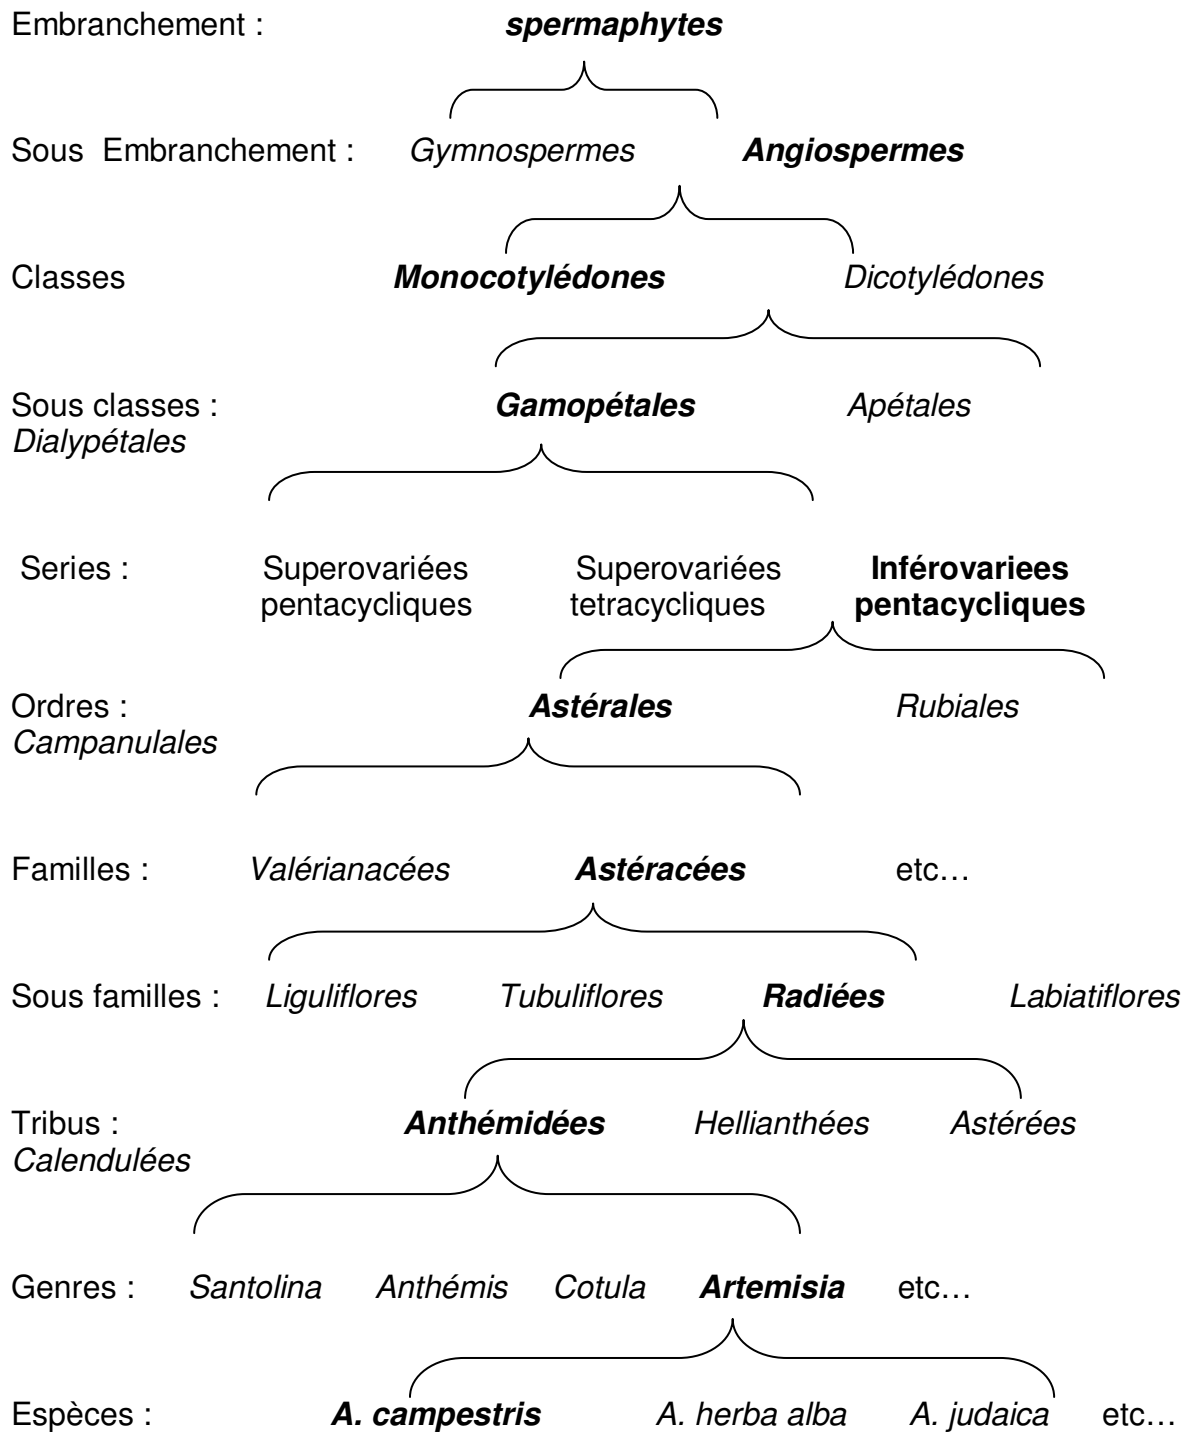 Embranchement : spermaphytes
Sous Embranchement : Gymnospermes Angiospermes
Classes Monocotylédones Dicotylédones
Sous classes : Gamopétales Apétales
Dialypétales
Series : Superovariées Superovariées Inférovariees
pentacycliques tetracycliques pentacycliques
Ordres : Astérales Rubiales
Campanulales
Familles : Valérianacées Astéracées etc…
Sous familles : Liguliflores Tubuliflores Radiées Labiatiflores
Tribus : Anthémidées Hellianthées Astérées
Calendulées
Genres : Santolina Anthémis Cotula Artemisia etc…
Espèces : A. campestris A. herba alba A. judaica etc…